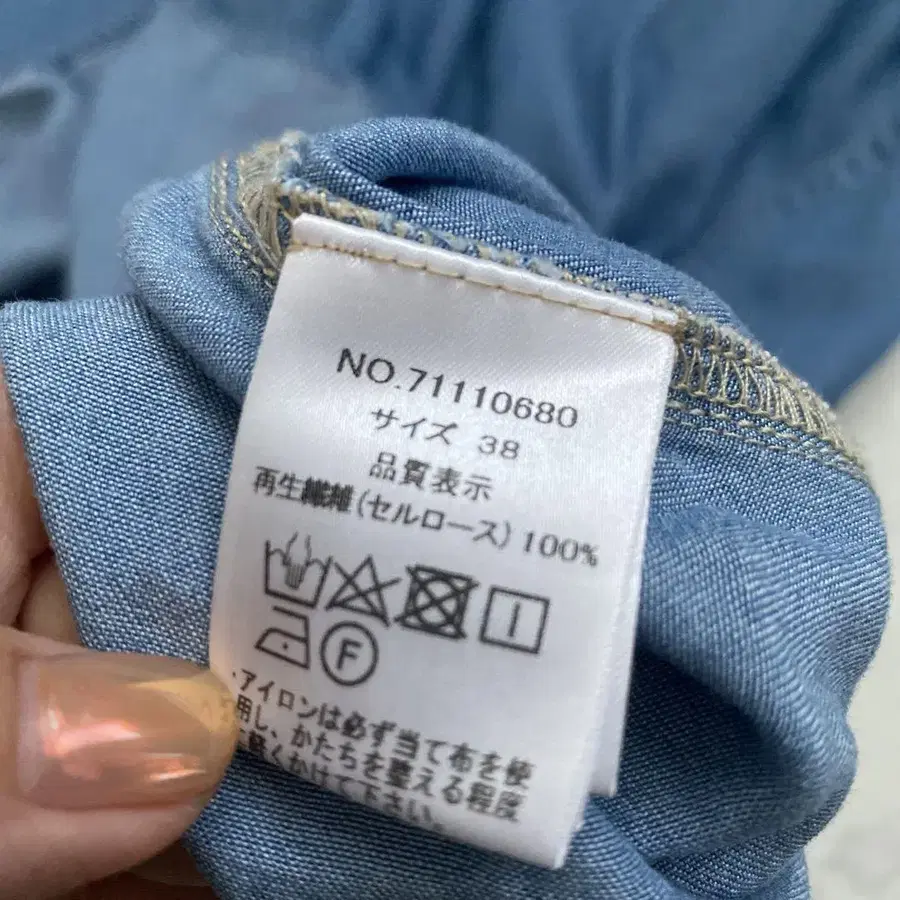 NO.71110680
サイズ 38
品質表示
再生繊維(セルロース) 100%
F
・アイロンは必ず当て布を使
用し、かたちを整える程度
に軽くかけて下さい。